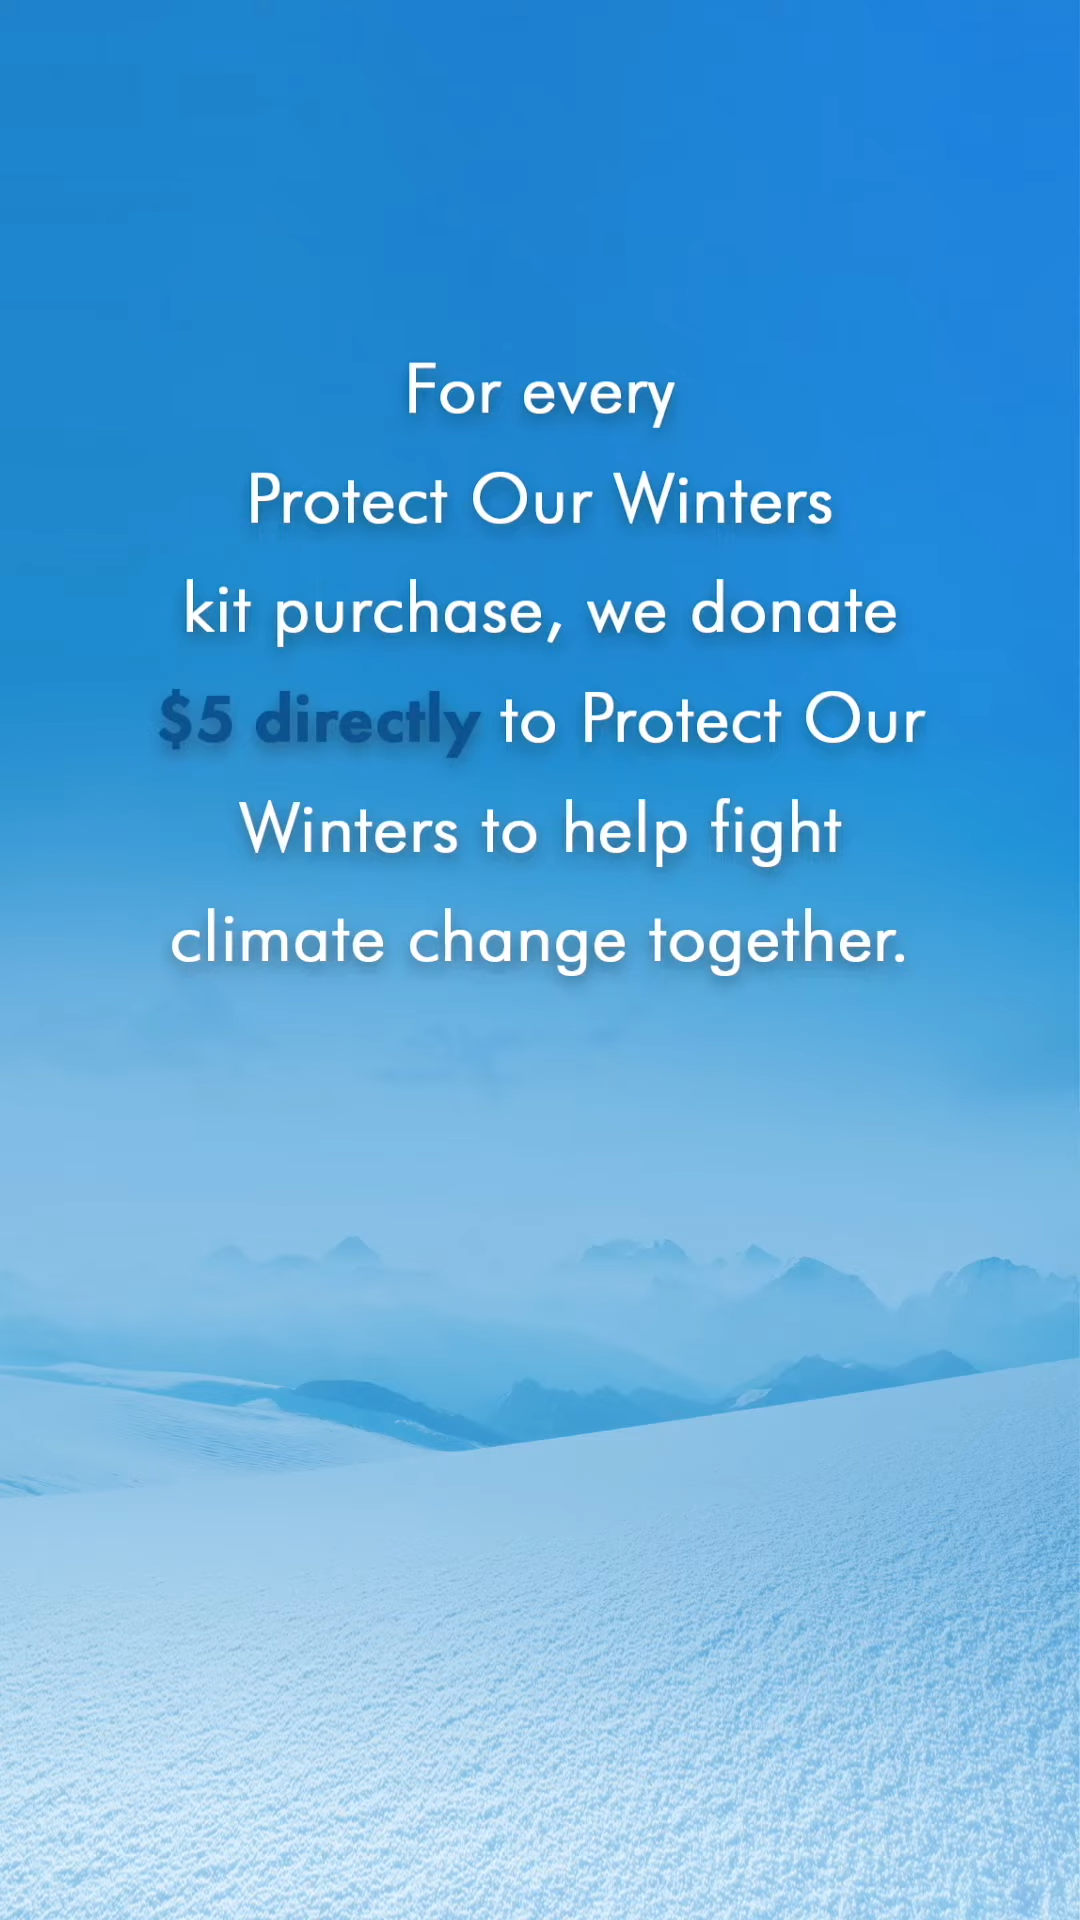 For every
Protect Our Winters
kit purchase, we donate
$5 directly to Protect Our
Winters to help fight
climate change together.